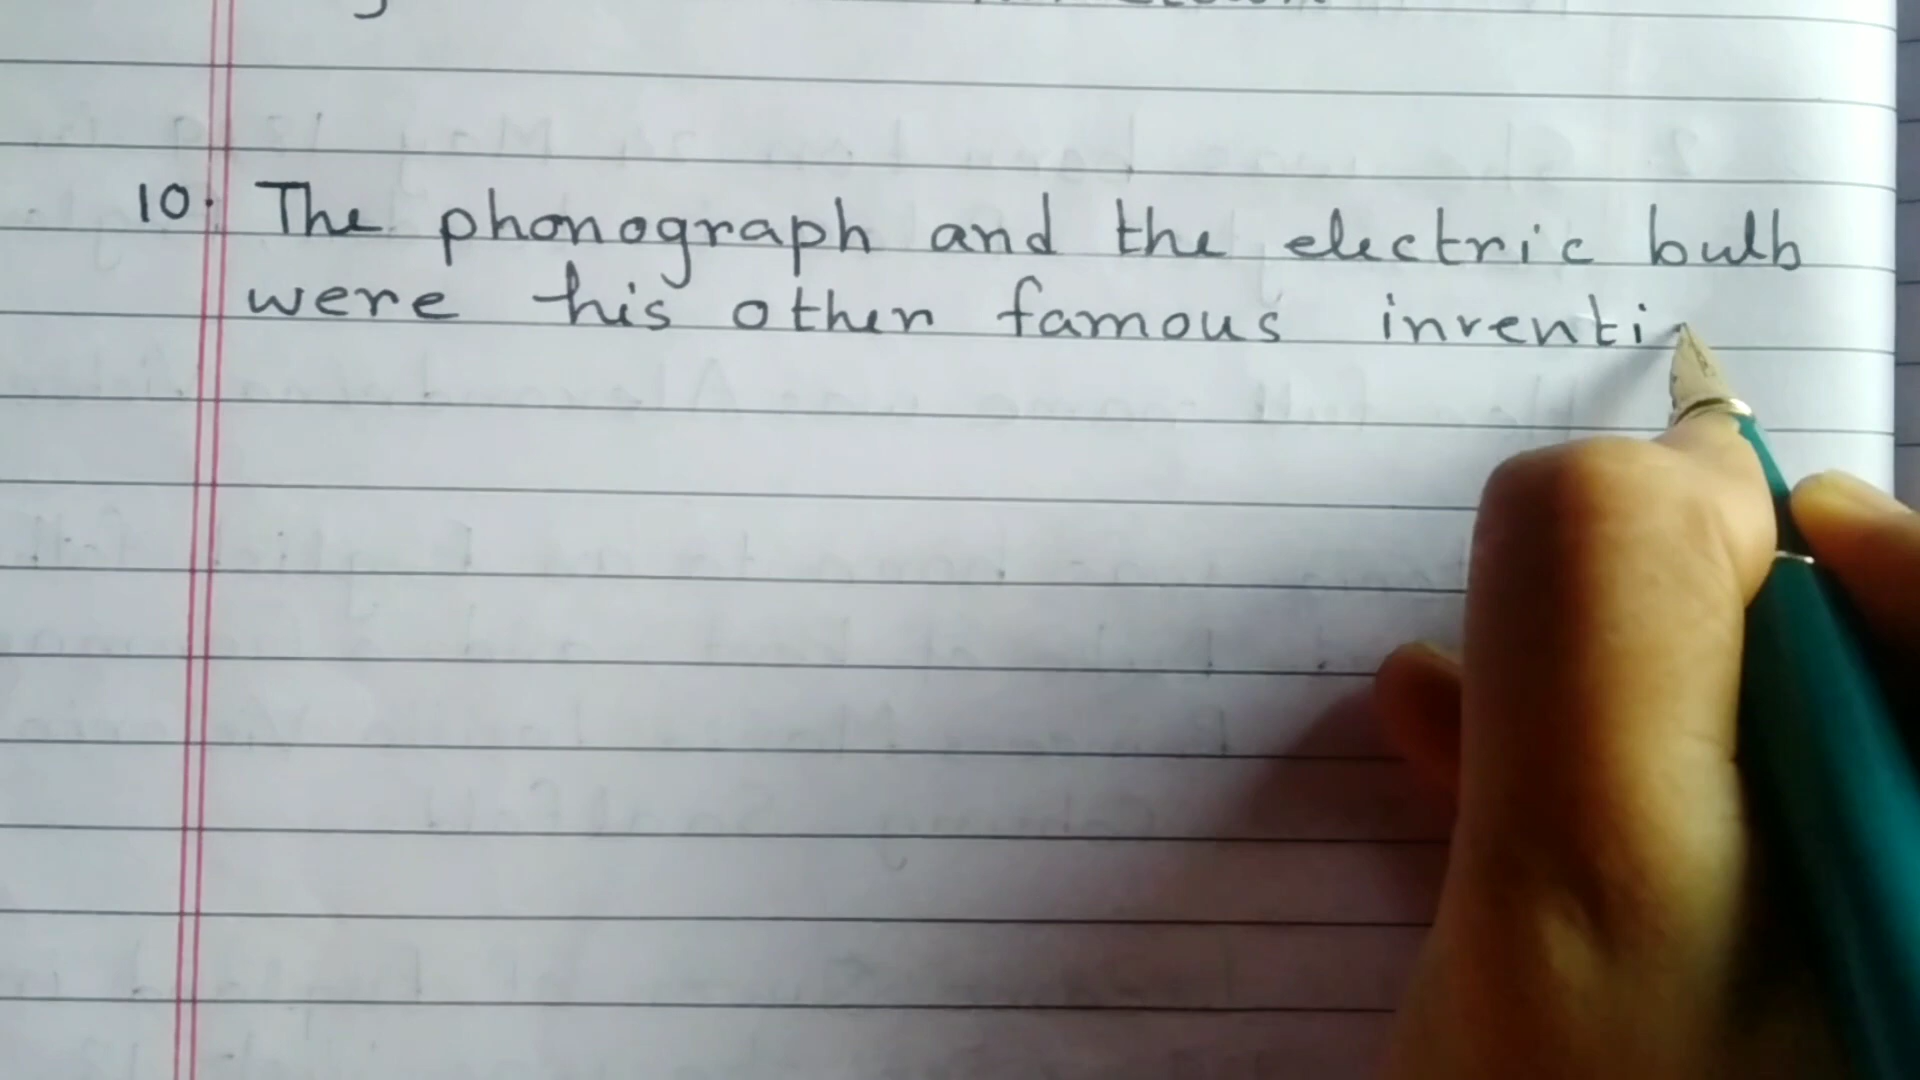 10. The phonograph and the electric bulb
were his other famous inventi